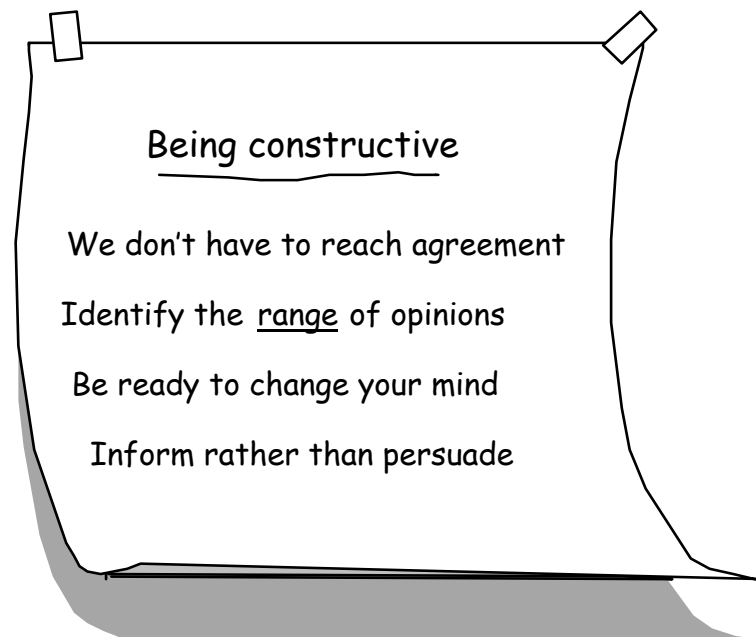 Being constructive
We don't have to reach agreement
Identify the range of opinions
Be ready to change your mind
Inform rather than persuade